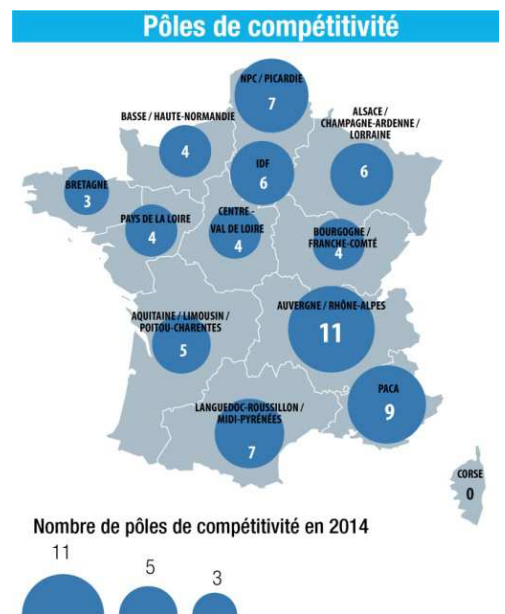 Pôles de compétitivité
NPC / PICARDIE
7
BASSE / HAUTE-NORMANDIE
4
ALSACE /
CHAMPAGNE-ARDENNE /
LORRAINE
6
IDF
6
BRETAGNE
3
PAYS DE LA LOIRE
4
CENTRE -
VAL DE LOIRE
4
BOURGOGNE /
FRANCHE-COMTÉ
4
AUVERGNE / RHÔNE-ALPES
11
AQUITAINE / LIMOUSIN /
POITOU-CHARENTES
5
PACA
9
LANGUEDOC-ROUSSILLON /
MIDI-PYRÉNÉES
7
CORSE
0
Nombre de pôles de compétitivité en 2014
11
5
3